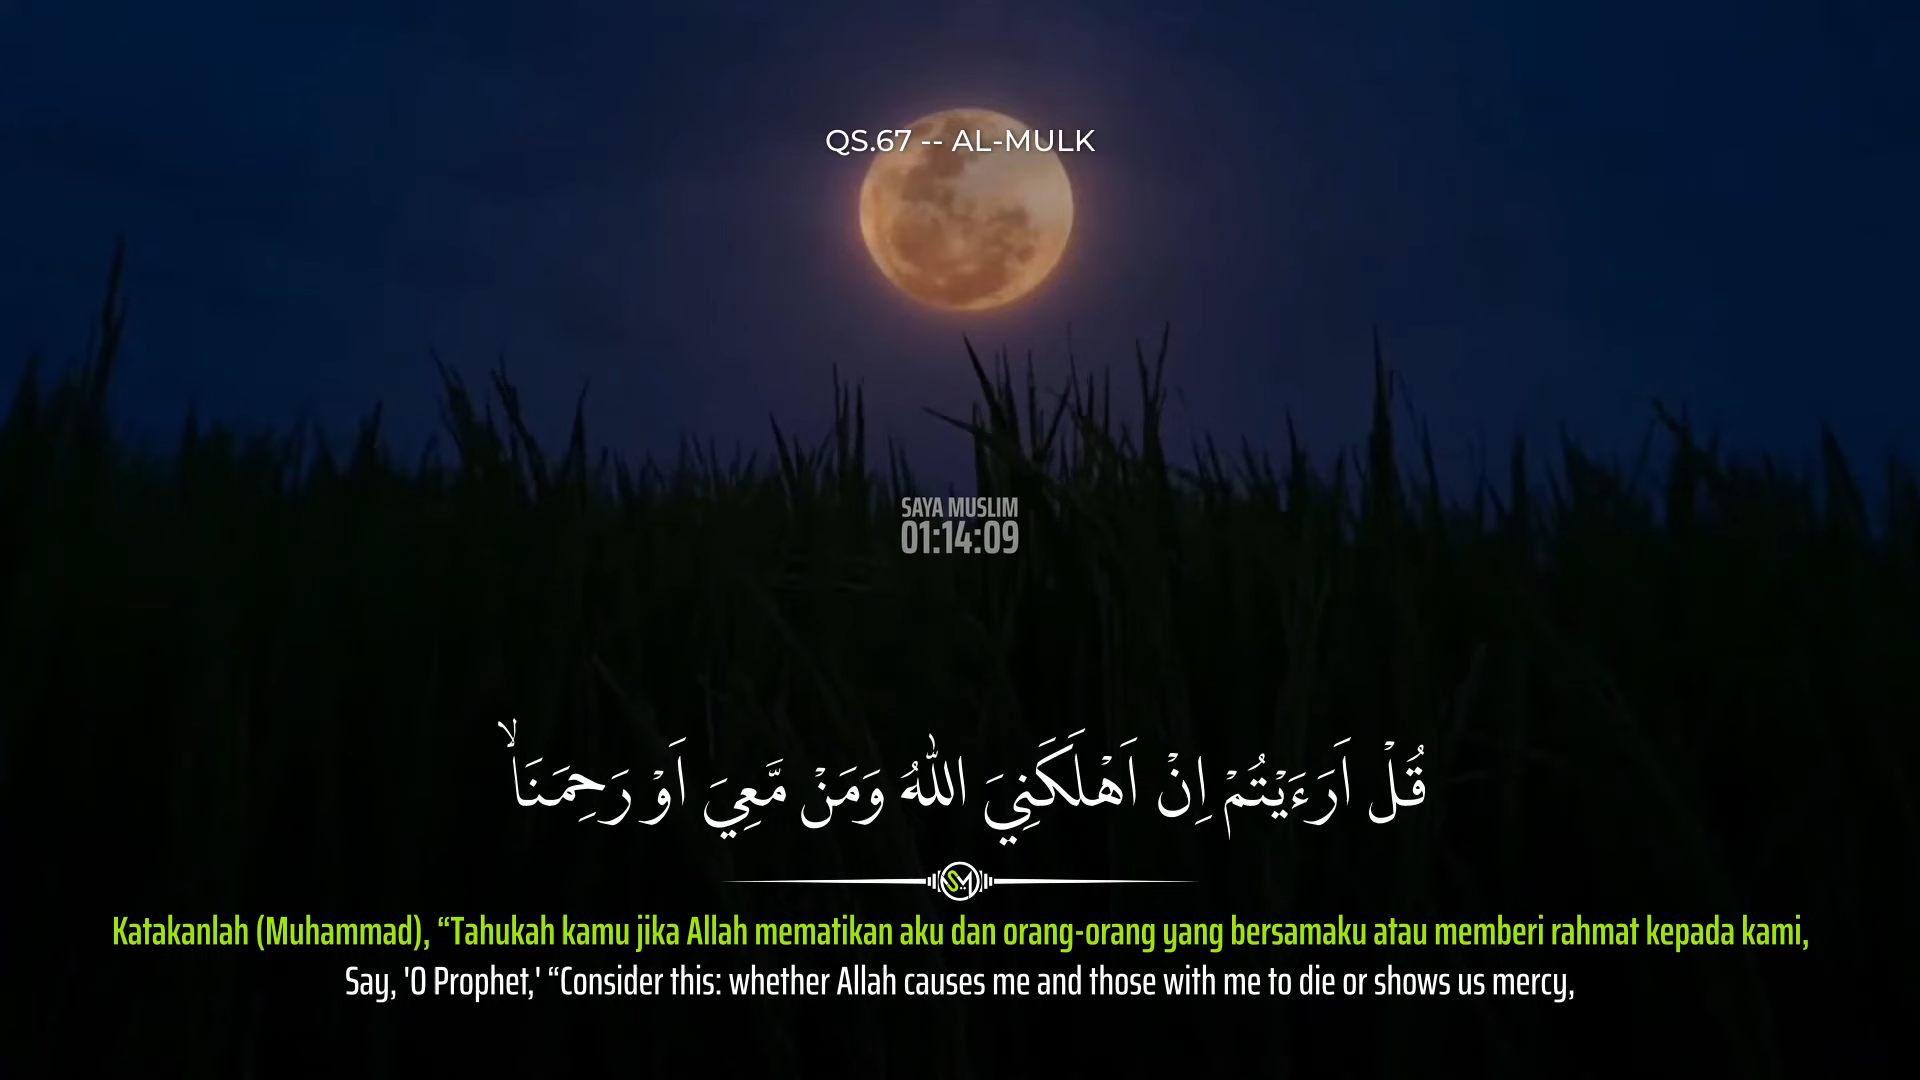 QS.67 -- AL-MULK
SAYA MUSLIM
01:14:09
قُلْ اَرَءَيْتُمْ اِنْ اَهْلَكَنِيَ اللّٰهُ وَمَنْ مَّعِيَ اَوْ رَحِمَنَاۙ
SM
Katakanlah (Muhammad), “Tahukah kamu jika Allah mematikan aku dan orang-orang yang bersamaku atau memberi rahmat kepada kami,
Say, 'O Prophet,' “Consider this: whether Allah causes me and those with me to die or shows us mercy,